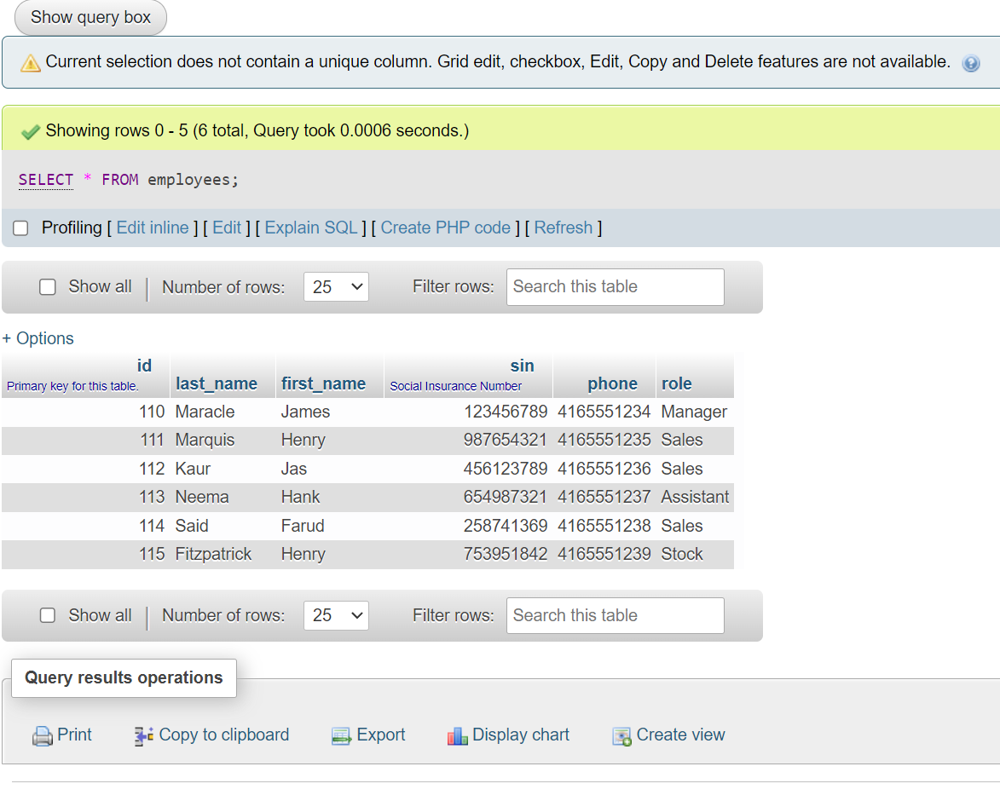 Show query box
Current selection does not contain a unique column. Grid edit, checkbox, Edit, Copy and Delete features are not available.
Showing rows 0 - 5 (6 total, Query took 0.0006 seconds.)
SELECT * FROM employees;
Profiling [ Edit inline ] [ Edit ] [ Explain SQL ] [ Create PHP code ] [ Refresh ]
Show all | Number of rows: 25 Filter rows: Search this table
+ Options
id last_name first_name sin phone role
Primary key for this table. Social Insurance Number
110 Maracle James 123456789 4165551234 Manager
111 Marquis Henry 987654321 4165551235 Sales
112 Kaur Jas 456123789 4165551236 Sales
113 Neema Hank 654987321 4165551237 Assistant
114 Said Farud 258741369 4165551238 Sales
115 Fitzpatrick Henry 753951842 4165551239 Stock
Show all | Number of rows: 25 Filter rows: Search this table
Query results operations
Print Copy to clipboard Export Display chart Create view